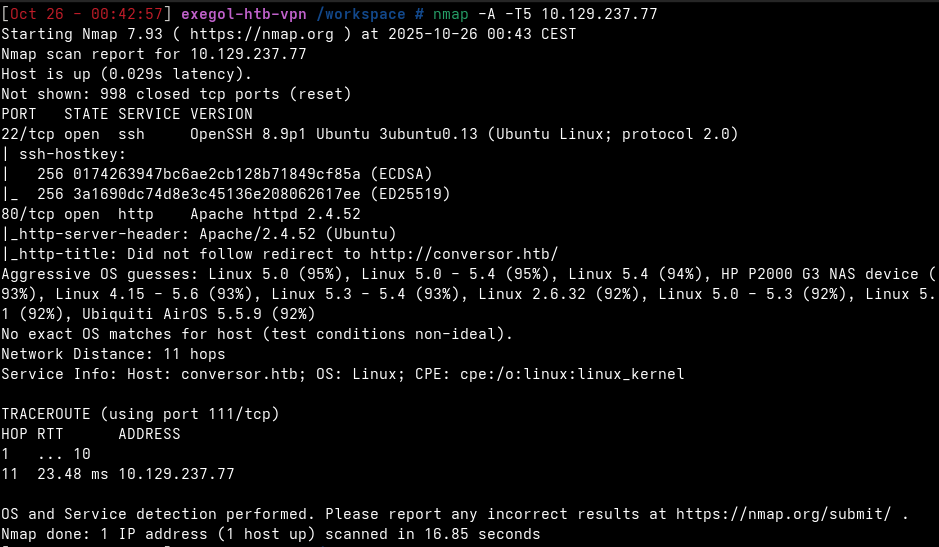 [Oct 26 - 00:42:57] exegol-htb-vpn /workspace # nmap -A -T5 10.129.237.77
Starting Nmap 7.93 ( https://nmap.org ) at 2025-10-26 00:43 CEST
Nmap scan report for 10.129.237.77
Host is up (0.029s latency).
Not shown: 998 closed tcp ports (reset)
PORT   STATE SERVICE VERSION
22/tcp open  ssh     OpenSSH 8.9p1 Ubuntu 3ubuntu0.13 (Ubuntu Linux; protocol 2.0)
| ssh-hostkey:
|   256 0174263947bc6ae2cb128b71849cf85a (ECDSA)
|_  256 3a1690dc74d8e3c45136e208062617ee (ED25519)
80/tcp open  http    Apache httpd 2.4.52
|_http-server-header: Apache/2.4.52 (Ubuntu)
|_http-title: Did not follow redirect to http://conversor.htb/
Aggressive OS guesses: Linux 5.0 (95%), Linux 5.0 - 5.4 (95%), Linux 5.4 (94%), HP P2000 G3 NAS device (
93%), Linux 4.15 - 5.6 (93%), Linux 5.3 - 5.4 (93%), Linux 2.6.32 (92%), Linux 5.0 - 5.3 (92%), Linux 5.
1 (92%), Ubiquiti AirOS 5.5.9 (92%)
No exact OS matches for host (test conditions non-ideal).
Network Distance: 11 hops
Service Info: Host: conversor.htb; OS: Linux; CPE: cpe:/o:linux:linux_kernel

TRACEROUTE (using port 111/tcp)
HOP RTT      ADDRESS
1   ... 10
11  23.48 ms 10.129.237.77

OS and Service detection performed. Please report any incorrect results at https://nmap.org/submit/ .
Nmap done: 1 IP address (1 host up) scanned in 16.85 seconds